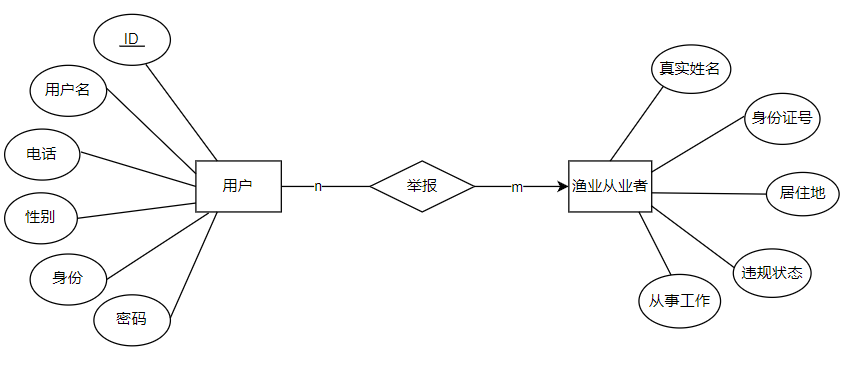 ID
用户名
电话
性别
身份
密码
用户
n
举报
m
渔业从业者
真实姓名
身份证号
居住地
违规状态
从事工作